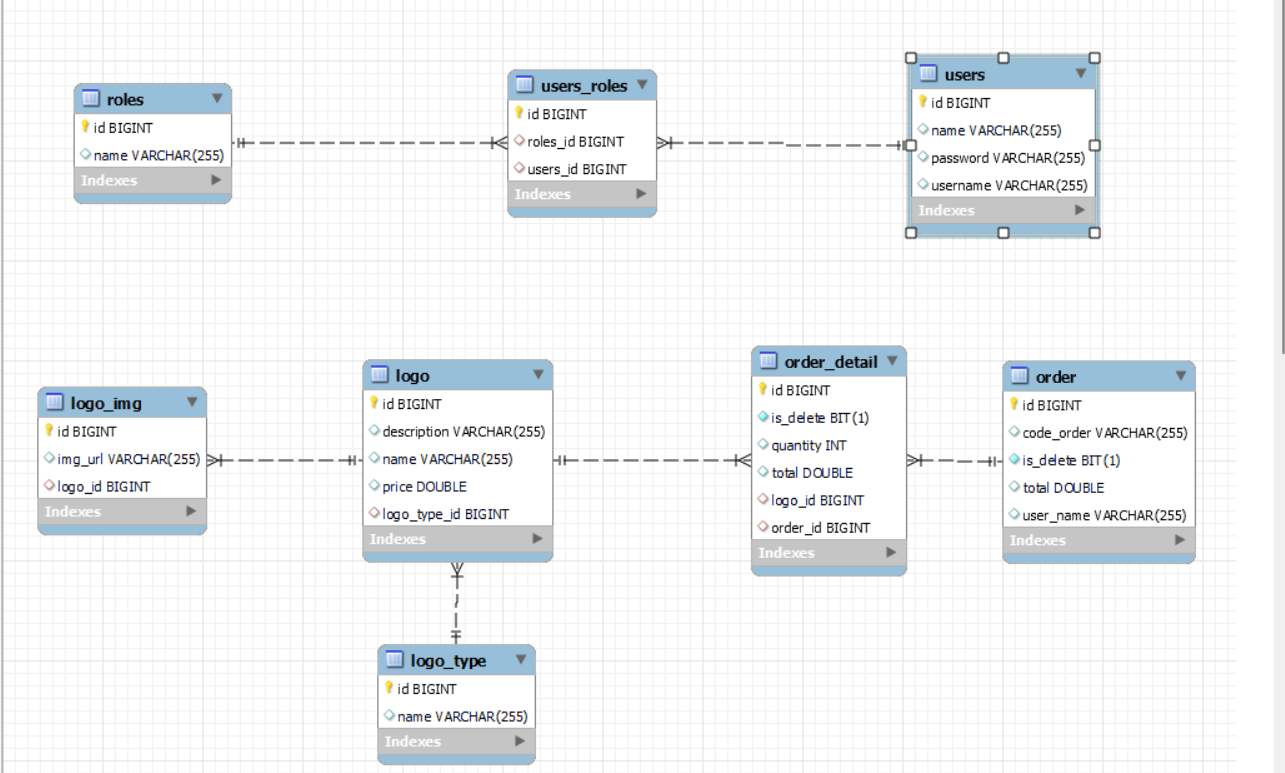 roles
id BIGINT
name VARCHAR(255)
Indexes
users_roles
id BIGINT
roles_id BIGINT
users_id BIGINT
Indexes
users
id BIGINT
name VARCHAR(255)
password VARCHAR(255)
username VARCHAR(255)
Indexes
logo_img
id BIGINT
img_url VARCHAR(255)
logo_id BIGINT
Indexes
logo
id BIGINT
description VARCHAR(255)
name VARCHAR(255)
price DOUBLE
logo_type_id BIGINT
Indexes
order_detail
id BIGINT
is_delete BIT(1)
quantity INT
total DOUBLE
logo_id BIGINT
order_id BIGINT
Indexes
order
id BIGINT
code_order VARCHAR(255)
is_delete BIT(1)
total DOUBLE
user_name VARCHAR(255)
Indexes
logo_type
id BIGINT
name VARCHAR(255)
Indexes